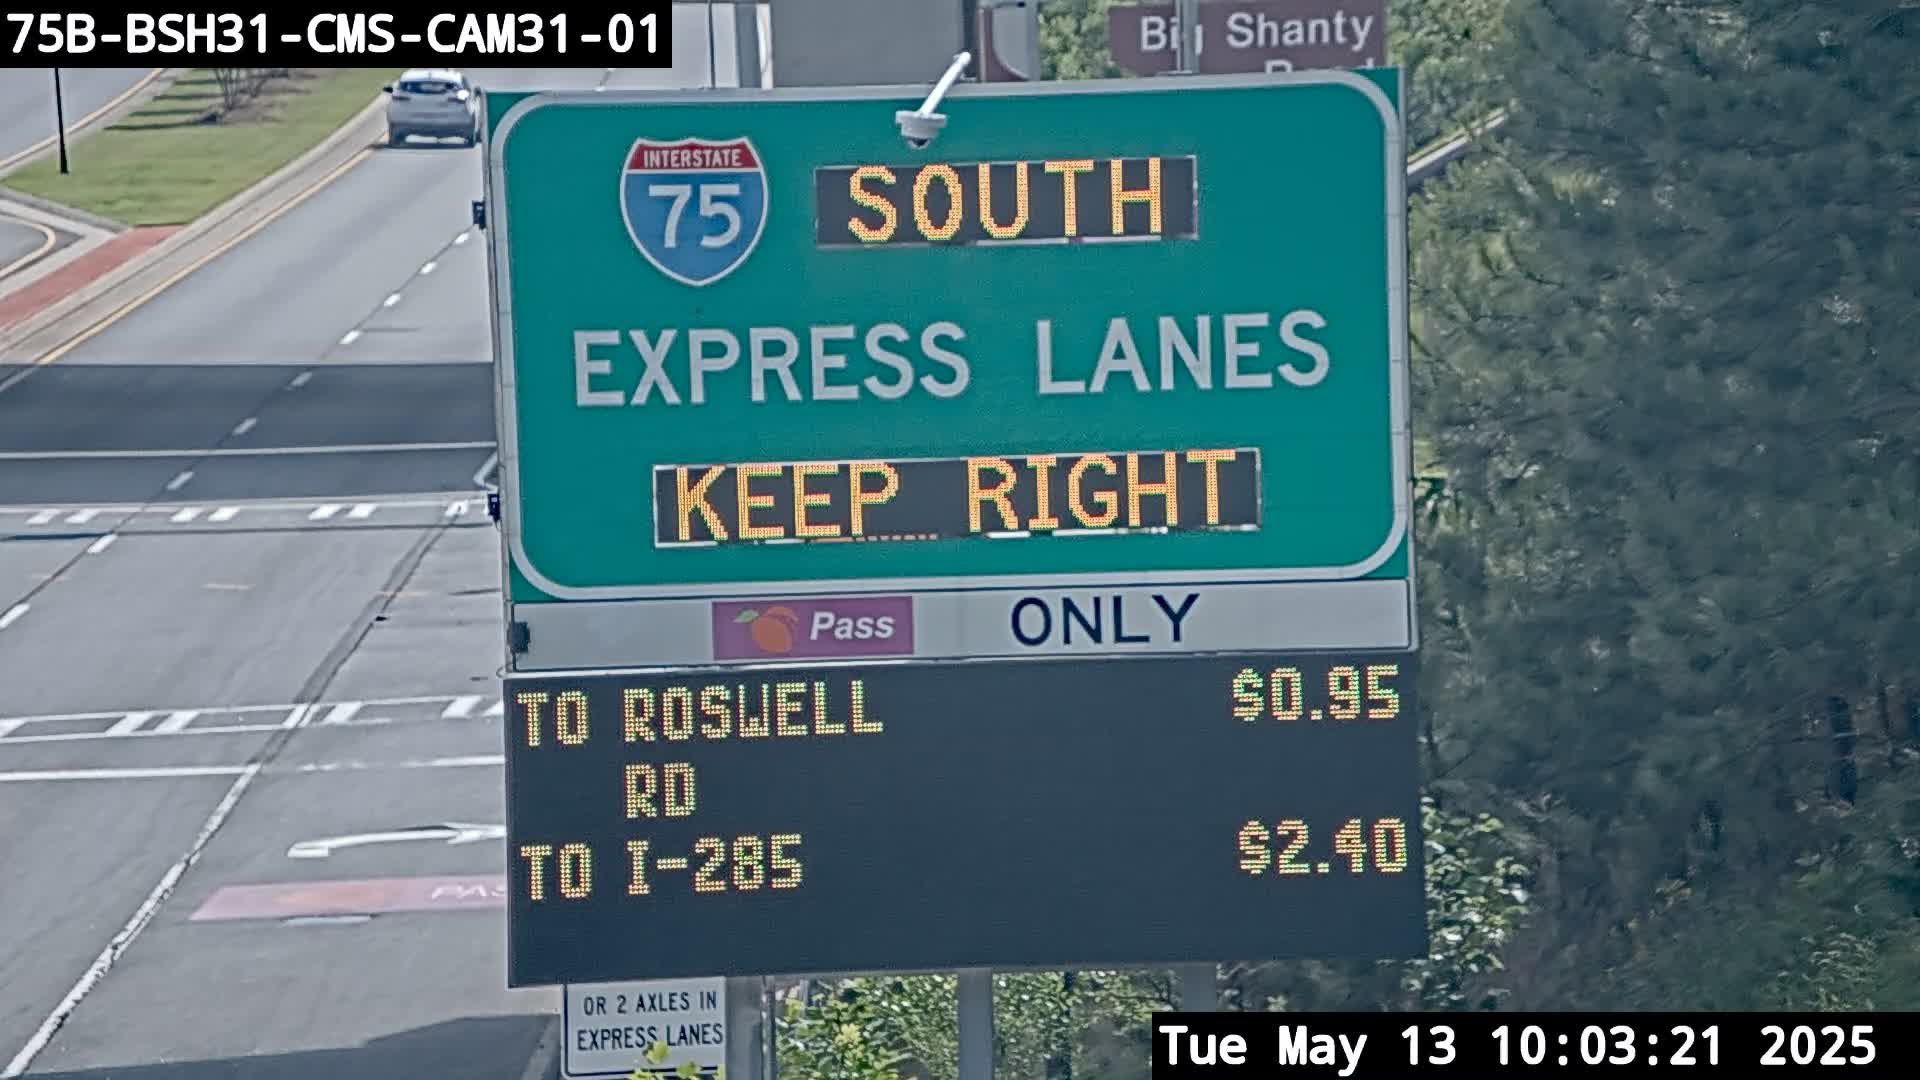 75B-BSH31-CMS-CAM31-01
Big Shanty
Road
INTERSTATE
75
SOUTH
EXPRESS LANES
KEEP RIGHT
Pass ONLY
TO ROSWELL $0.95
RD
TO I-285 $2.40
PAS
OR 2 AXLES IN
EXPRESS LANES
Tue May 13 10:03:21 2025